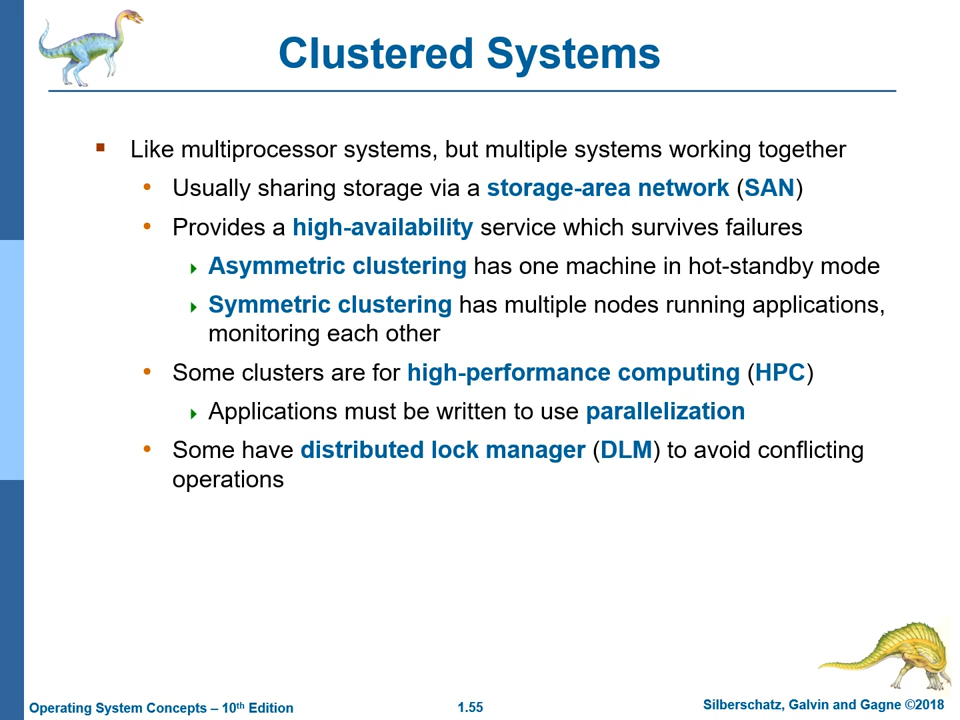 Clustered Systems
Like multiprocessor systems, but multiple systems working together
Usually sharing storage via a storage-area network (SAN)
Provides a high-availability service which survives failures
Asymmetric clustering has one machine in hot-standby mode
Symmetric clustering has multiple nodes running applications,
monitoring each other
Some clusters are for high-performance computing (HPC)
Applications must be written to use parallelization
Some have distributed lock manager (DLM) to avoid conflicting
operations
Operating System Concepts – 10th Edition
1.55
Silberschatz, Galvin and Gagne ©2018